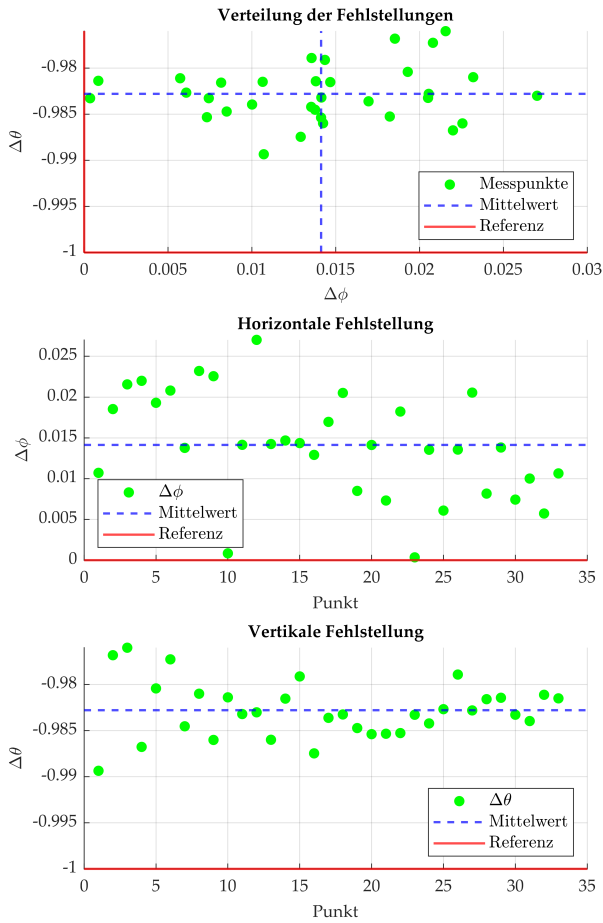 Verteilung der Fehlstellungen
-0.98
-0.985
-0.99
-0.995
-1
Δθ
Messpunkte
Mittelwert
Referenz
0 0.005 0.01 0.015 0.02 0.025 0.03
Δϕ
Horizontale Fehlstellung
0.025
0.02
0.015
0.01
0.005
0
Δϕ
Δϕ
Mittelwert
Referenz
0 5 10 15 20 25 30 35
Punkt
Vertikale Fehlstellung
-0.98
-0.985
-0.99
-0.995
-1
Δθ
Δθ
Mittelwert
Referenz
0 5 10 15 20 25 30 35
Punkt